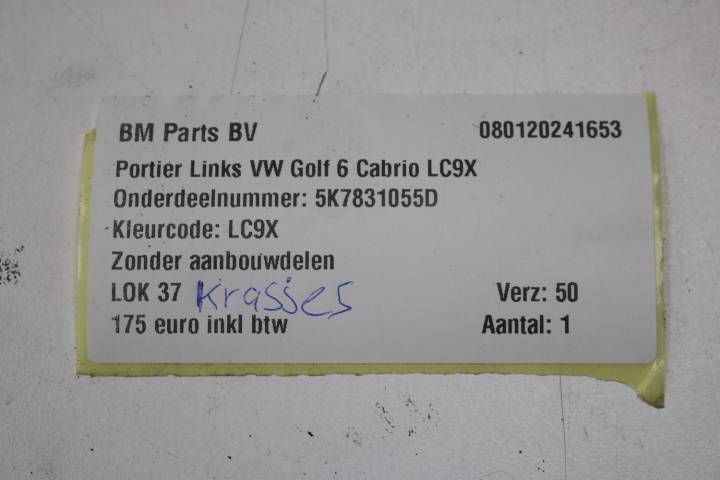 BM Parts BV 080120241653
Portier Links VW Golf 6 Cabrio LC9X
Onderdeelnummer: 5K7831055D
Kleurcode: LC9X
Zonder aanbouwdelen
LOK 37 krasjes Verz: 50
175 euro inkl btw Aantal: 1